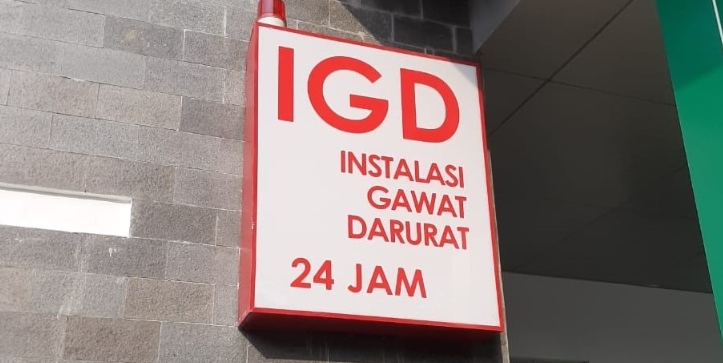 IGD
INSTALASI
GAWAT
DARURAT
24 JAM